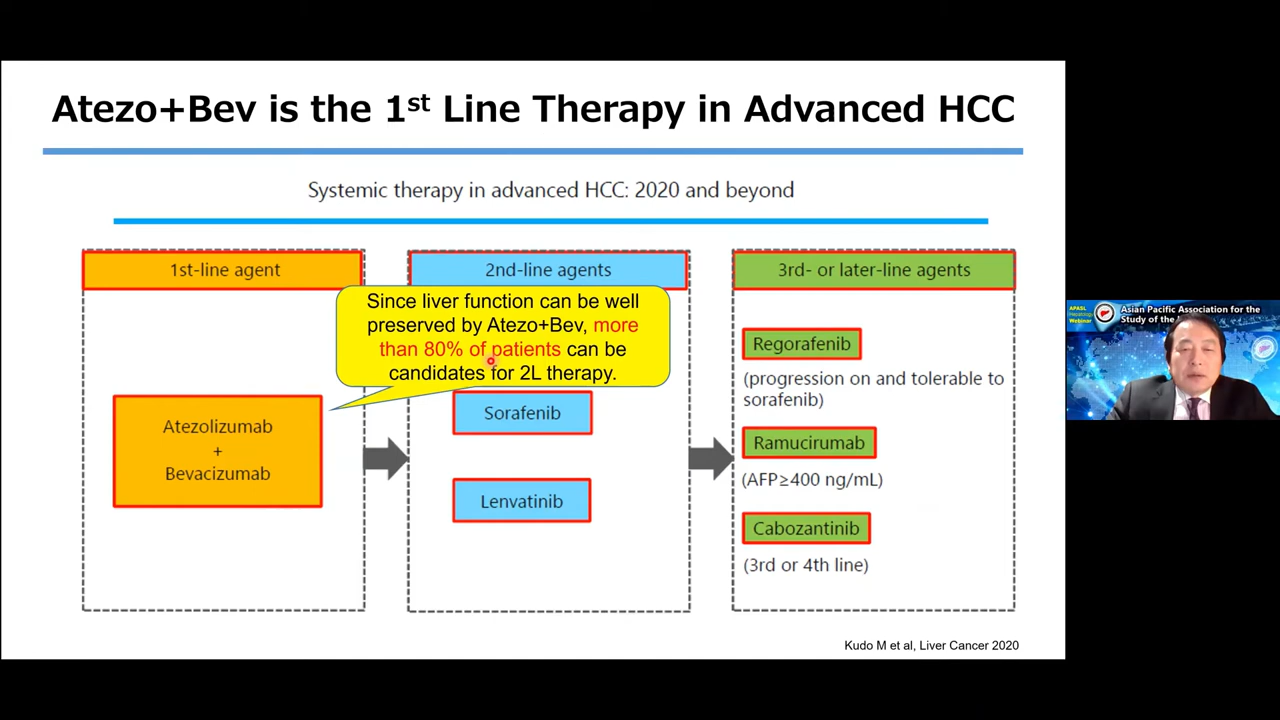 Atezo+Bev is the 1st Line Therapy in Advanced HCC
Systemic therapy in advanced HCC: 2020 and beyond
1st-line agent
Atezolizumab
+
Bevacizumab
Since liver function can be well
preserved by Atezo+Bev, more
than 80% of patients can be
candidates for 2L therapy.
2nd-line agents
Sorafenib
Lenvatinib
3rd- or later-line agents
Regorafenib
(progression on and tolerable to
sorafenib)
Ramucirumab
(AFP≥400 ng/mL)
Cabozantinib
(3rd or 4th line)
Kudo M et al, Liver Cancer 2020
APASL
Hepatology
Webinar
Asian Pacific Association for the
Study of the